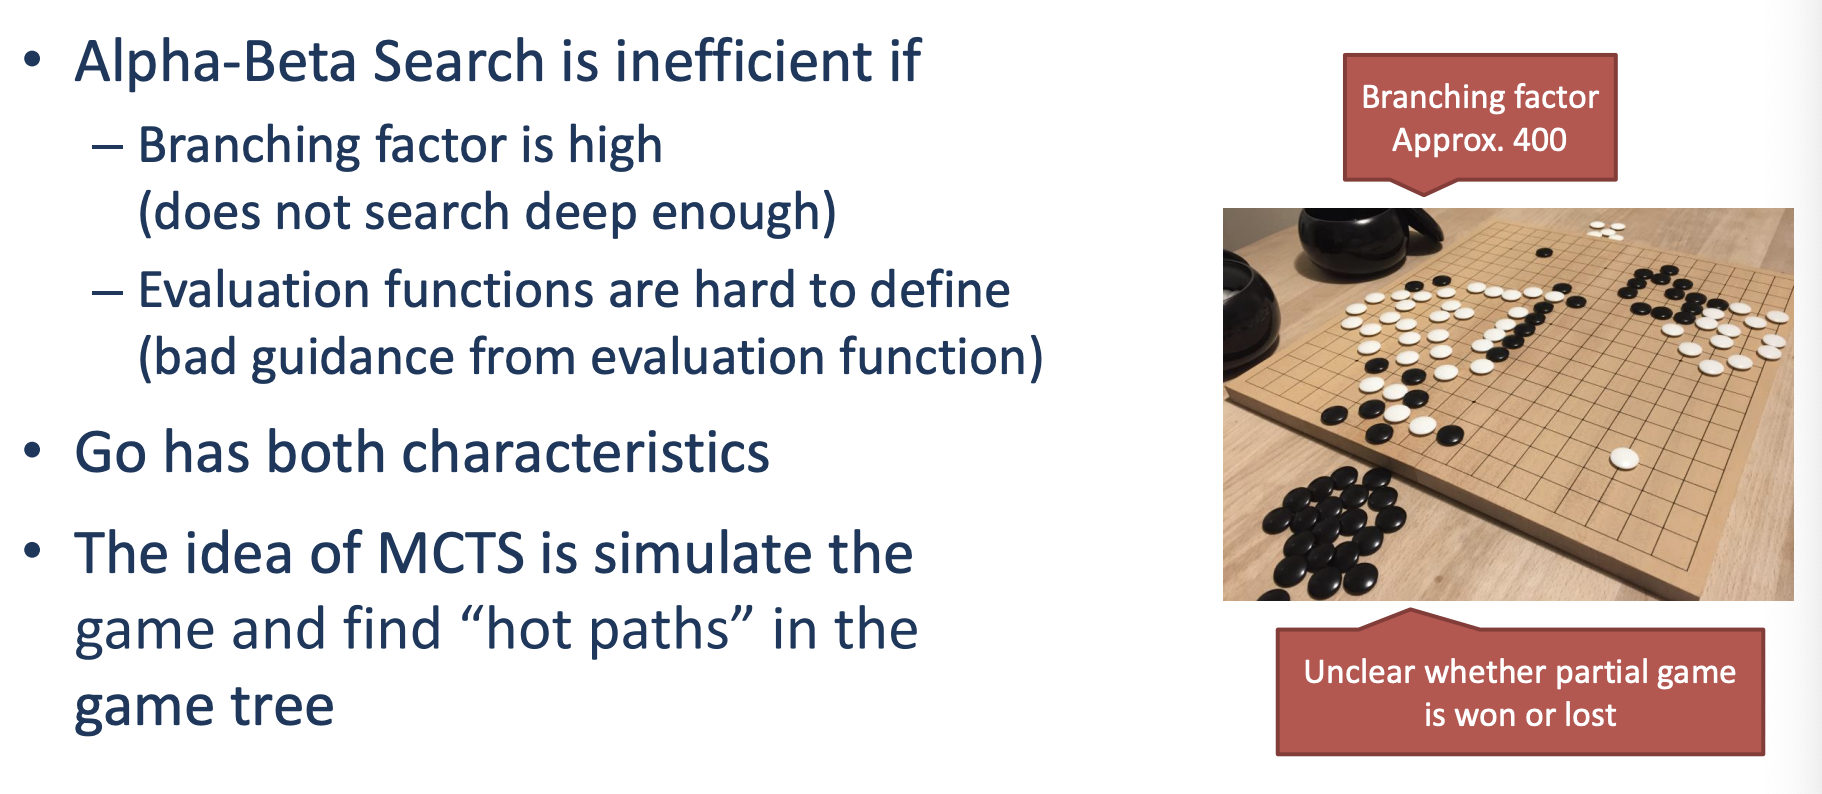 • Alpha-Beta Search is inefficient if
– Branching factor is high
(does not search deep enough)
– Evaluation functions are hard to define
(bad guidance from evaluation function)
• Go has both characteristics
• The idea of MCTS is simulate the
game and find “hot paths” in the
game tree
Branching factor
Approx. 400
Unclear whether partial game
is won or lost